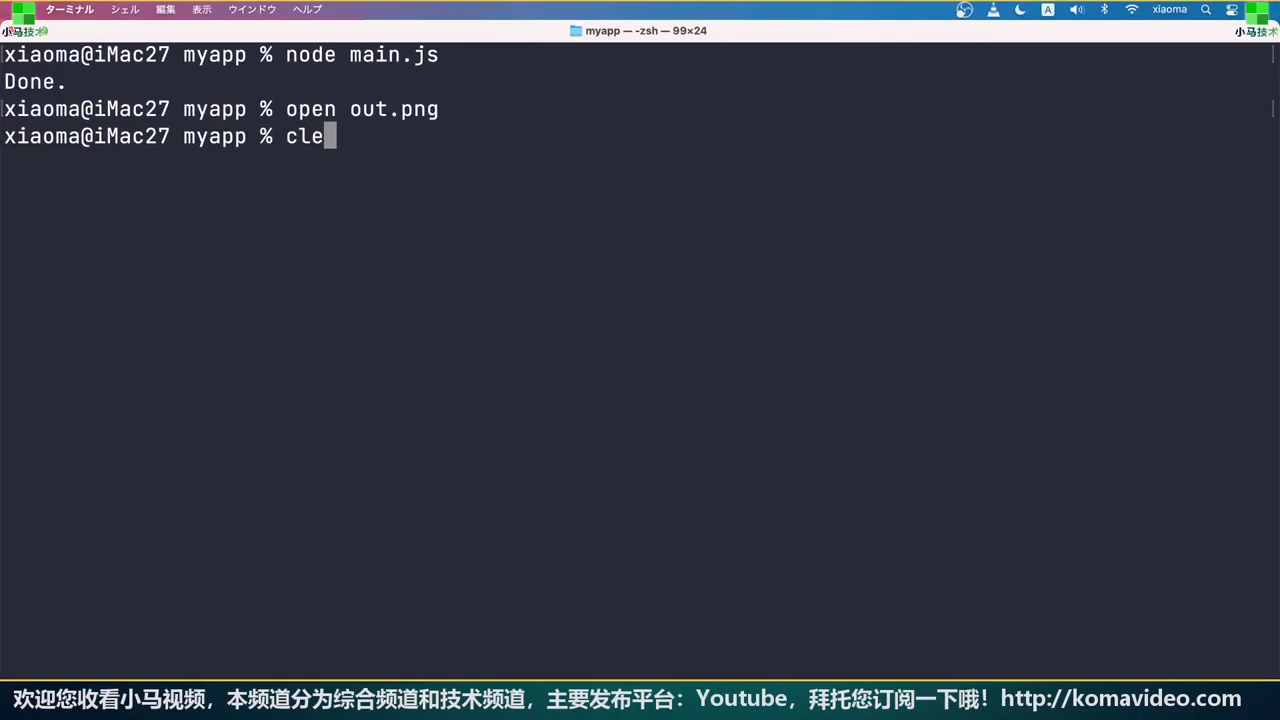 ターミナル シェル 編集 表示 ウインドウ ヘルプ A xiaoma
小马技术 myapp — -zsh — 99×24 小马技术
xiaoma@iMac27 myapp % node main.js
Done.
xiaoma@iMac27 myapp % open out.png
xiaoma@iMac27 myapp % cle
欢迎您收看小马视频，本频道分为综合频道和技术频道，主要发布平台：Youtube，拜托您订阅一下哦！http://komavideo.com